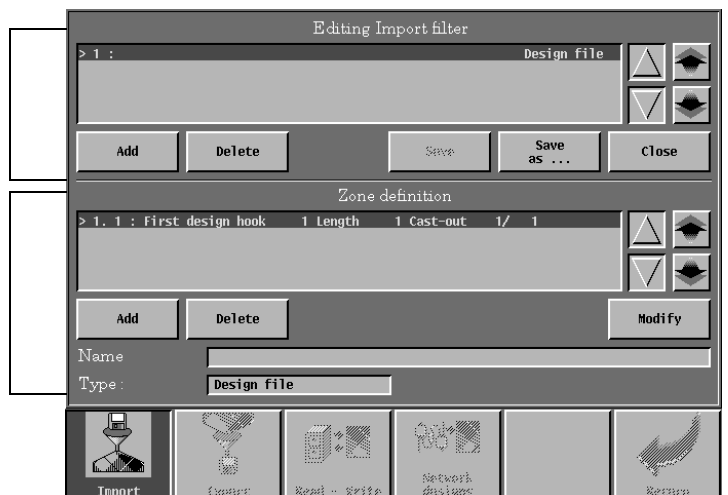 Editing Import filter
> 1 : Design file
Add Delete Save Save as ... Close
Zone definition
> 1. 1 : First design hook 1 Length 1 Cast-out 1/ 1
Add Delete Modify
Name
Type : Design file
Import Read - Write Network designs Return